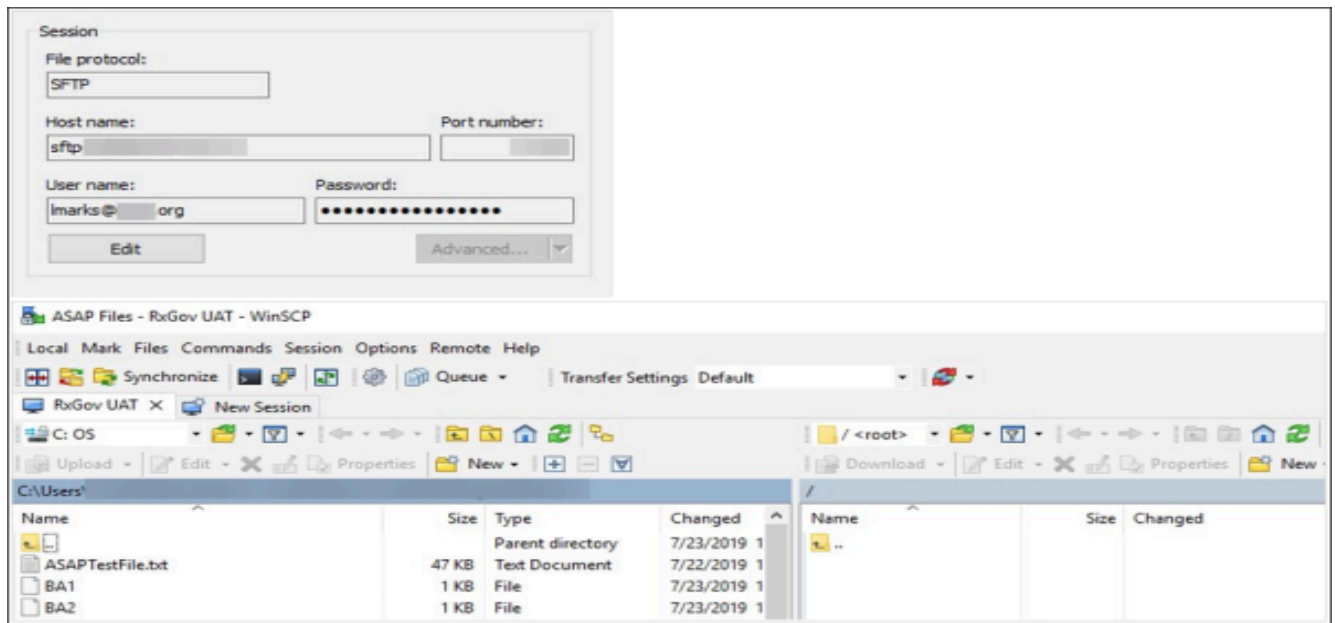 Session
File protocol:
SFTP
Host name: Port number:
sftp
User name: Password:
lmarks@ org ••••••••••••••••
Edit Advanced...
ASAP Files - RxGov UAT - WinSCP
Local Mark Files Commands Session Options Remote Help
Synchronize Queue Transfer Settings Default
RxGov UAT New Session
C: OS / <root>
Upload Edit Properties New Download Edit Properties New
C:\Users\ /
Name Size Type Changed Name Size Changed
.. Parent directory 7/23/2019 1 ..
ASAPTestFile.txt 47 KB Text Document 7/22/2019 1
BA1 1 KB File 7/23/2019 1
BA2 1 KB File 7/23/2019 1